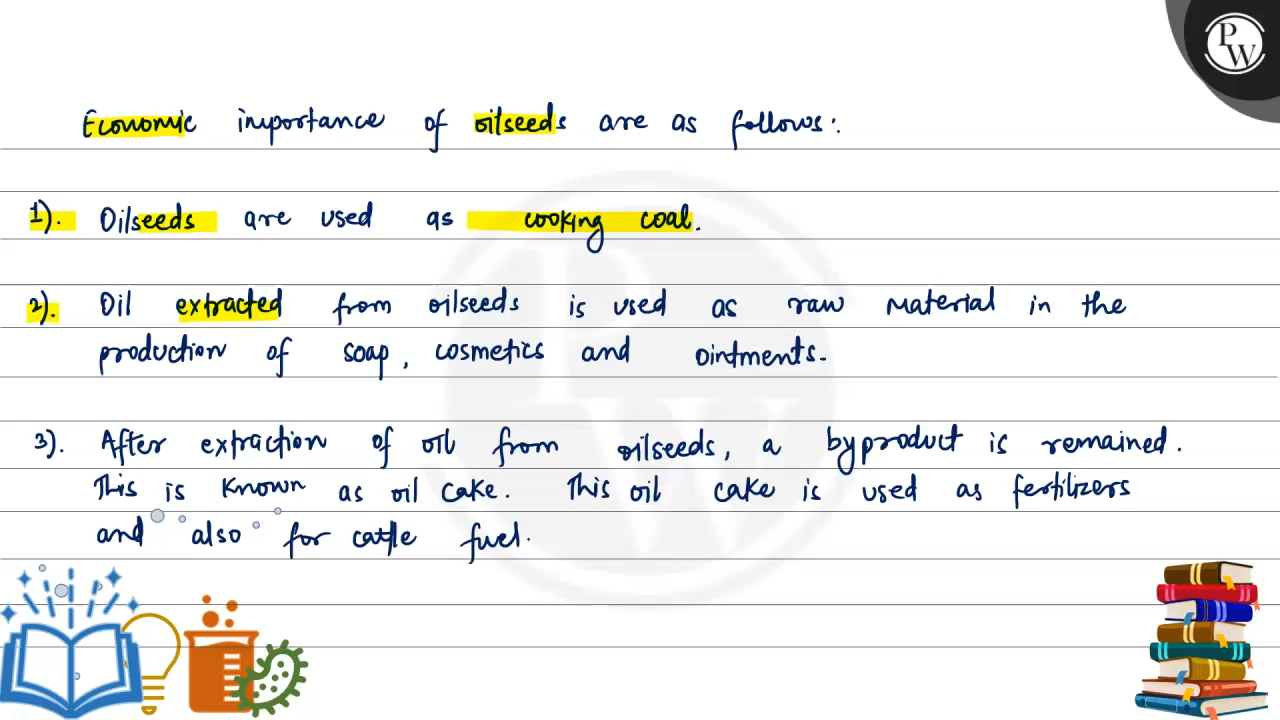 PW
Economic importance of oilseeds are as follows:
1). Oilseeds are used as cooking coal.
2). Oil extracted from oilseeds is used as raw material in the
production of soap, cosmetics and ointments.
3). After extraction of oil from oilseeds, a byproduct is remained.
This is known as oil cake. This oil cake is used as fertilizers
and also for cattle fuel.
PW